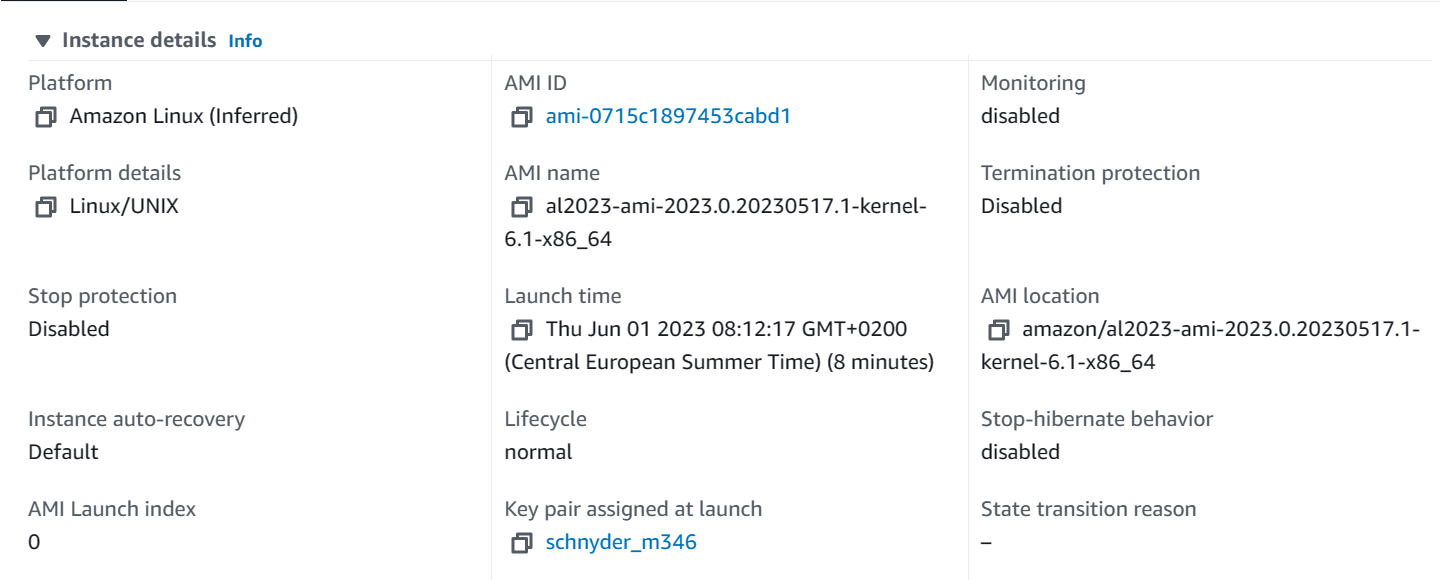 Instance details Info
Platform
Amazon Linux (Inferred)
AMI ID
ami-0715c1897453cabd1
Monitoring
disabled
Platform details
Linux/UNIX
AMI name
al2023-ami-2023.0.20230517.1-kernel-
6.1-x86_64
Termination protection
Disabled
Stop protection
Disabled
Launch time
Thu Jun 01 2023 08:12:17 GMT+0200
(Central European Summer Time) (8 minutes)
AMI location
amazon/al2023-ami-2023.0.20230517.1-
kernel-6.1-x86_64
Instance auto-recovery
Default
Lifecycle
normal
Stop-hibernate behavior
disabled
AMI Launch index
0
Key pair assigned at launch
schnyder_m346
State transition reason
–